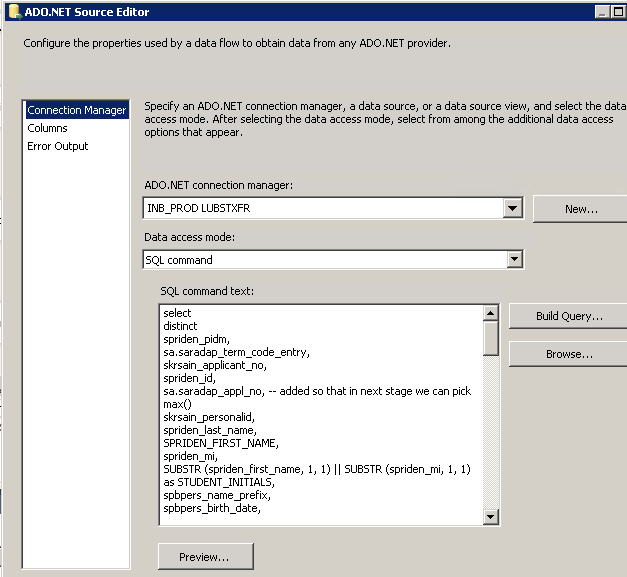 ADO.NET Source Editor
Configure the properties used by a data flow to obtain data from any ADO.NET provider.
Connection Manager
Columns
Error Output
Specify an ADO.NET connection manager, a data source, or a data source view, and select the data
access mode. After selecting the data access mode, select from among the additional data access
options that appear.
ADO.NET connection manager:
INB_PROD LUBSTXFR
New...
Data access mode:
SQL command
SQL command text:
select
distinct
spriden_pidm,
sa.saradap_term_code_entry,
skrsain_applicant_no,
spriden_id,
sa.saradap_appl_no, -- added so that in next stage we can pick
max()
skrsain_personalid,
spriden_last_name,
SPRIDEN_FIRST_NAME,
spriden_mi,
SUBSTR (spriden_first_name, 1, 1) || SUBSTR (spriden_mi, 1, 1)
as STUDENT_INITIALS,
spbpers_name_prefix,
spbpers_birth_date,
Build Query...
Browse...
Preview...